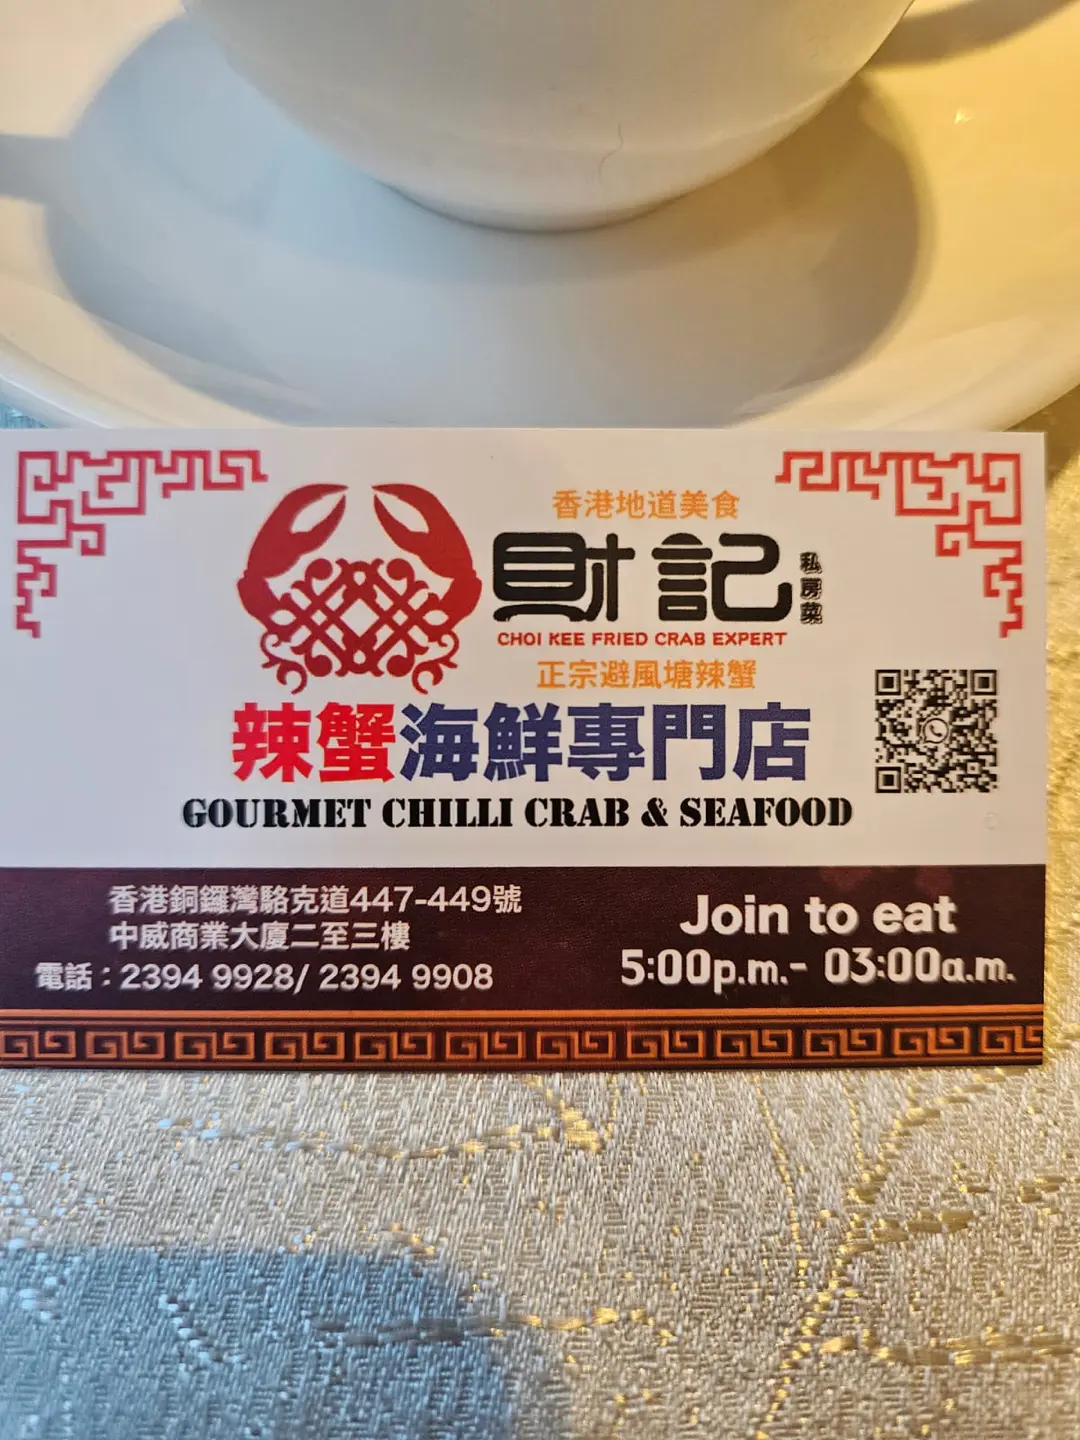 香港地道美食
財記
私房菜
CHOI KEE FRIED CRAB EXPERT
正宗避風塘辣蟹
辣蟹海鮮專門店
GOURMET CHILLI CRAB & SEAFOOD
香港銅鑼灣駱克道447-449號
中威商業大廈二至三樓
電話：2394 9928/ 2394 9908
Join to eat
5:00p.m.- 03:00a.m.